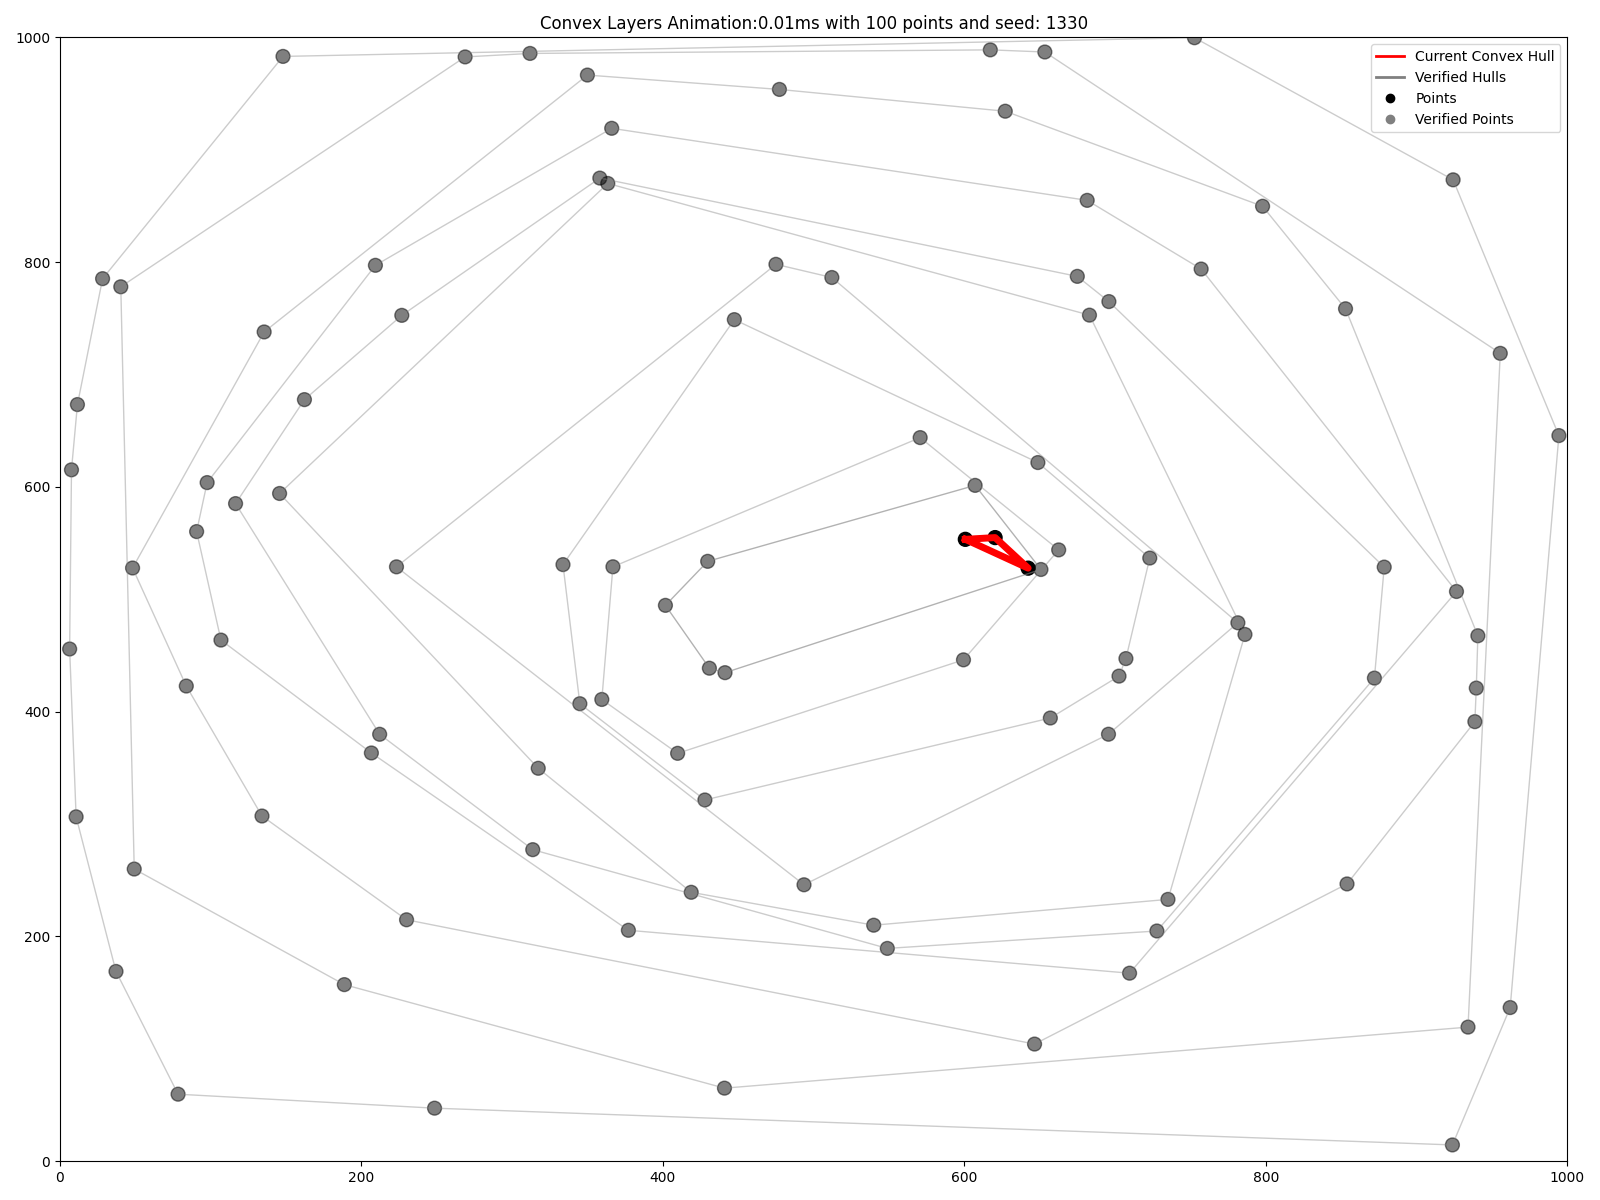 Convex Layers Animation:0.01ms with 100 points and seed: 1330
1000
800
600
400
200
0
0
200
400
600
800
1000
Current Convex Hull
Verified Hulls
Points
Verified Points